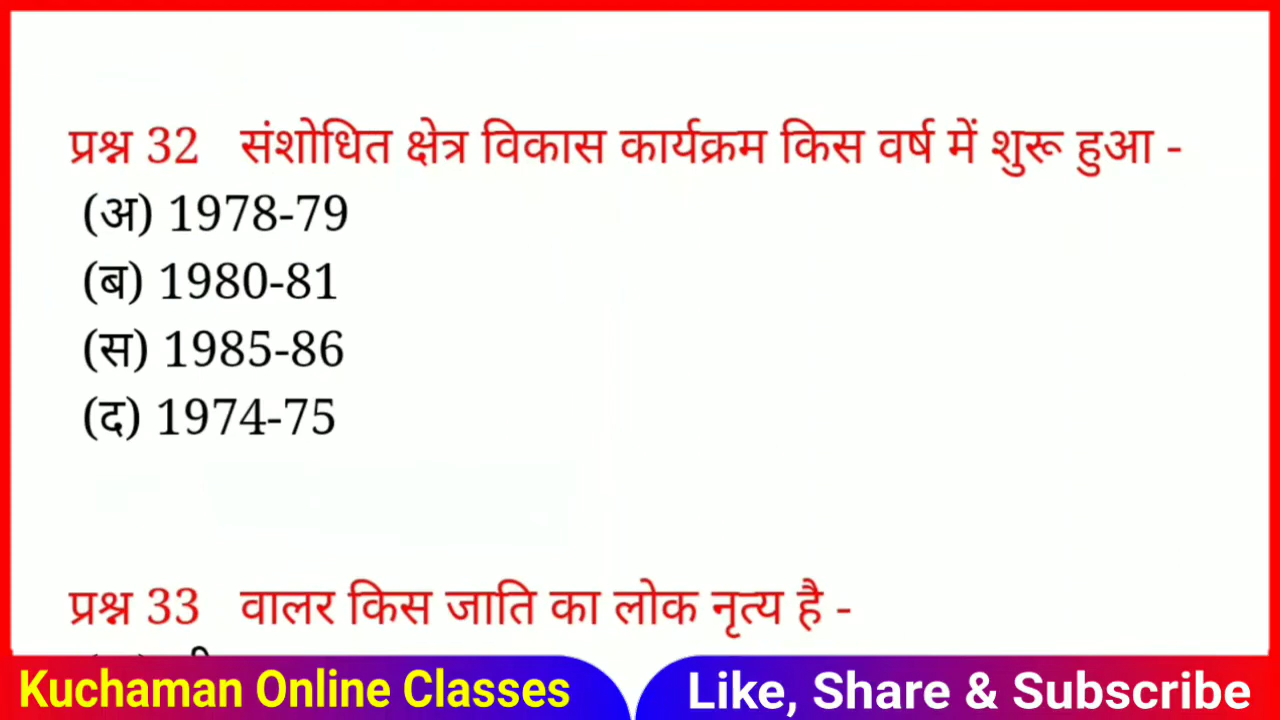 प्रश्न 32 संशोधित क्षेत्र विकास कार्यक्रम किस वर्ष में शुरू हुआ -
(अ) 1978-79
(ब) 1980-81
(स) 1985-86
(द) 1974-75
प्रश्न 33 वालर किस जाति का लोक नृत्य है -
Kuchaman Online Classes
Like, Share & Subscribe